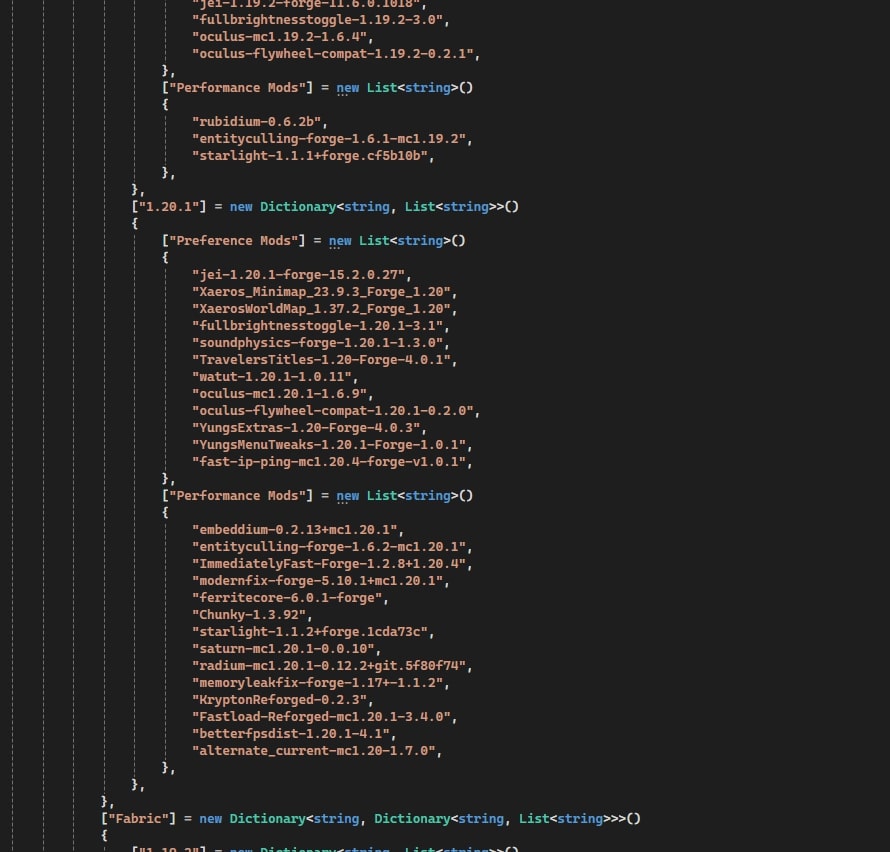 "jei-1.19.2-forge-11.6.0.1018",
"fullbrightnesstoggle-1.19.2-3.0",
"oculus-mc1.19.2-1.6.4",
"oculus-flywheel-compat-1.19.2-0.2.1",
},
["Performance Mods"] = new List<string>()
{
"rubidium-0.6.2b",
"entityculling-forge-1.6.1-mc1.19.2",
"starlight-1.1.1+forge.cf5b10b",
},
},
["1.20.1"] = new Dictionary<string, List<string>>()
{
["Preference Mods"] = new List<string>()
{
"jei-1.20.1-forge-15.2.0.27",
"Xaeros_Minimap_23.9.3_Forge_1.20",
"XaerosWorldMap_1.37.2_Forge_1.20",
"fullbrightnesstoggle-1.20.1-3.1",
"soundphysics-forge-1.20.1-1.3.0",
"TravelersTitles-1.20-Forge-4.0.1",
"watut-1.20.1-1.0.11",
"oculus-mc1.20.1-1.6.9",
"oculus-flywheel-compat-1.20.1-0.2.0",
"YungsExtras-1.20-Forge-4.0.3",
"YungsMenuTweaks-1.20.1-Forge-1.0.1",
"fast-ip-ping-mc1.20.4-forge-v1.0.1",
},
["Performance Mods"] = new List<string>()
{
"embeddium-0.2.13+mc1.20.1",
"entityculling-forge-1.6.2-mc1.20.1",
"ImmediatelyFast-Forge-1.2.8+1.20.4",
"modernfix-forge-5.10.1+mc1.20.1",
"ferritecore-6.0.1-forge",
"Chunky-1.3.92",
"starlight-1.1.2+forge.1cda73c",
"saturn-mc1.20.1-0.0.10",
"radium-mc1.20.1-0.12.2+git.5f80f74",
"memoryleakfix-forge-1.17+-1.1.2",
"KryptonReforged-0.2.3",
"Fastload-Reforged-mc1.20.1-3.4.0",
"betterfpsdist-1.20.1-4.1",
"alternate_current-mc1.20-1.7.0",
},
},
},
["Fabric"] = new Dictionary<string, Dictionary<string, List<string>>>()
{
["1.19.2"] = new Dictionary<string, List<string>>()